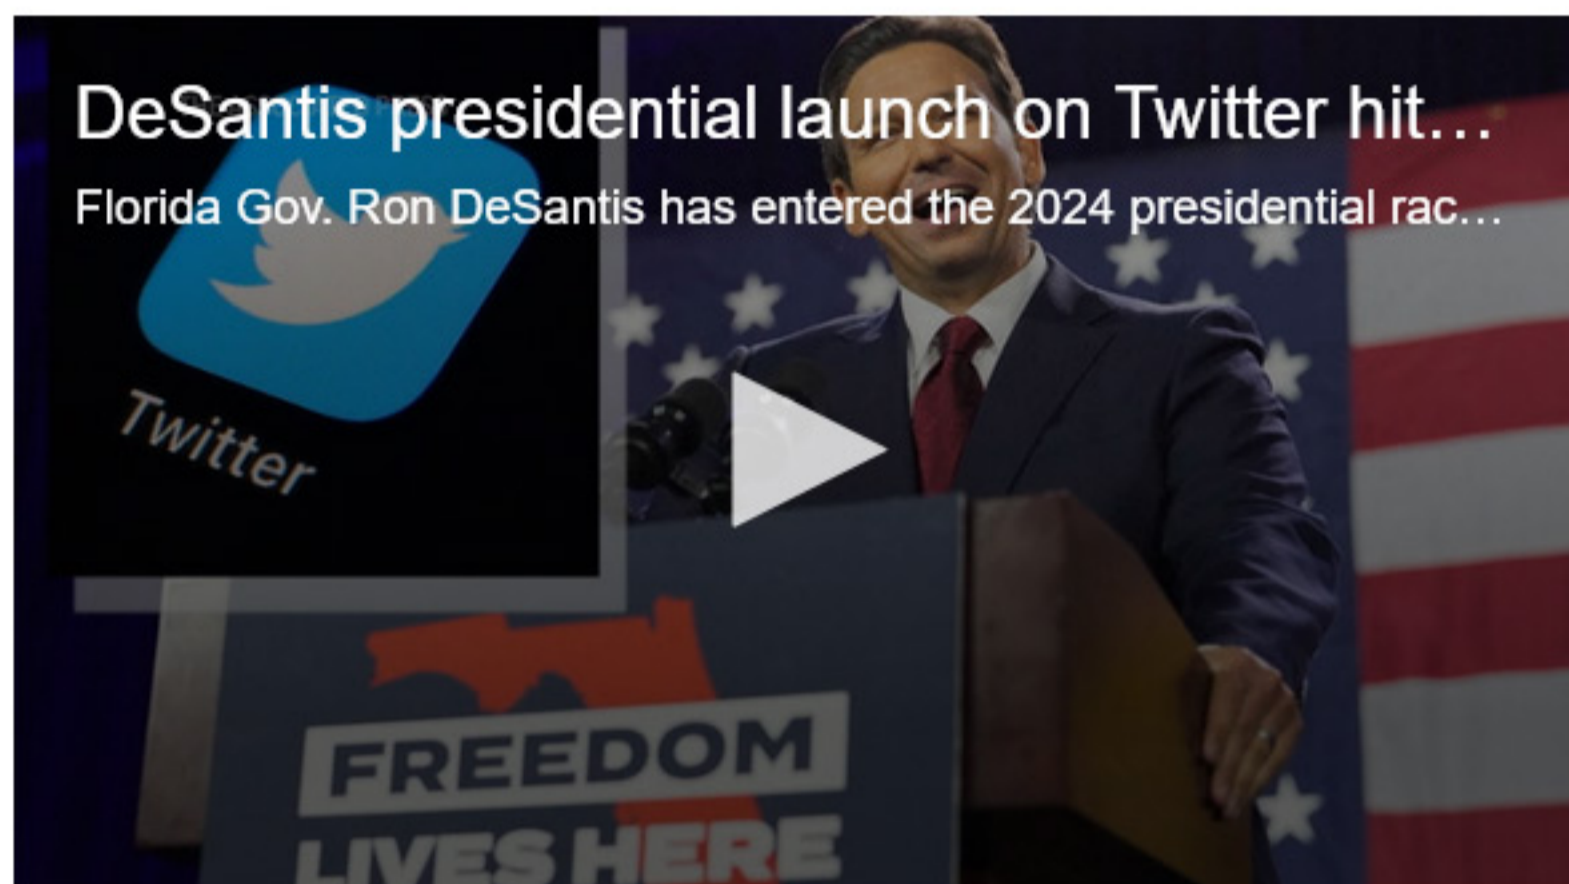 DeSantis presidential launch on Twitter hit...
Florida Gov. Ron DeSantis has entered the 2024 presidential rac...
Twitter
FREEDOM
LIVES HERE